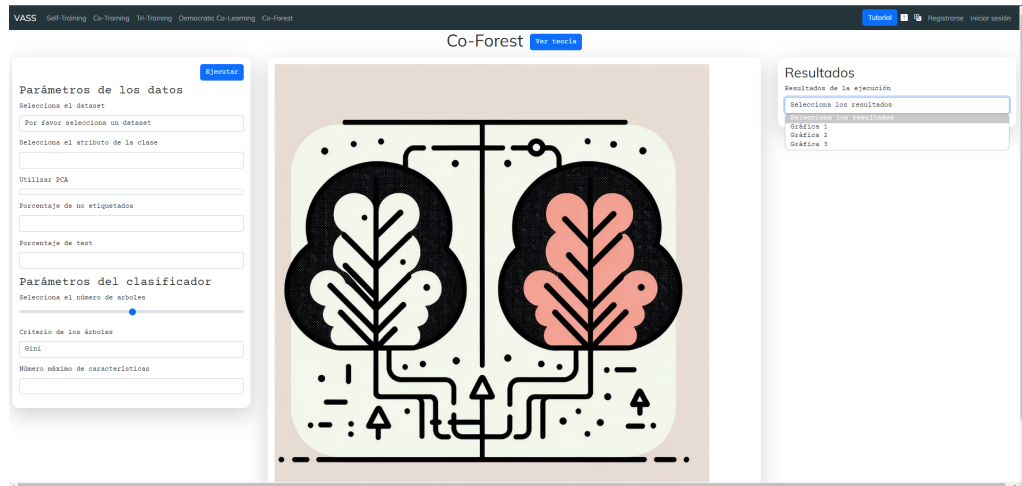 VASS Self-Training Co-Training Tri-Training Democratic Co-Learning Co-Forest Tutorial Registrarse Iniciar sesión
Co-Forest Ver teoría
Ejecutar
Parámetros de los datos
Selecciona el dataset
Por favor selecciona un dataset
Selecciona el atributo de la clase
Utilizar PCA
Porcentaje de no etiquetados
Porcentaje de test
Parámetros del clasificador
Selecciona el número de arboles
Criterio de los árboles
Gini
Número máximo de características
Resultados
Resultados de la ejecución
Selecciona los resultados
Selecciona los resultados
Gráfica 1
Gráfica 2
Gráfica 3